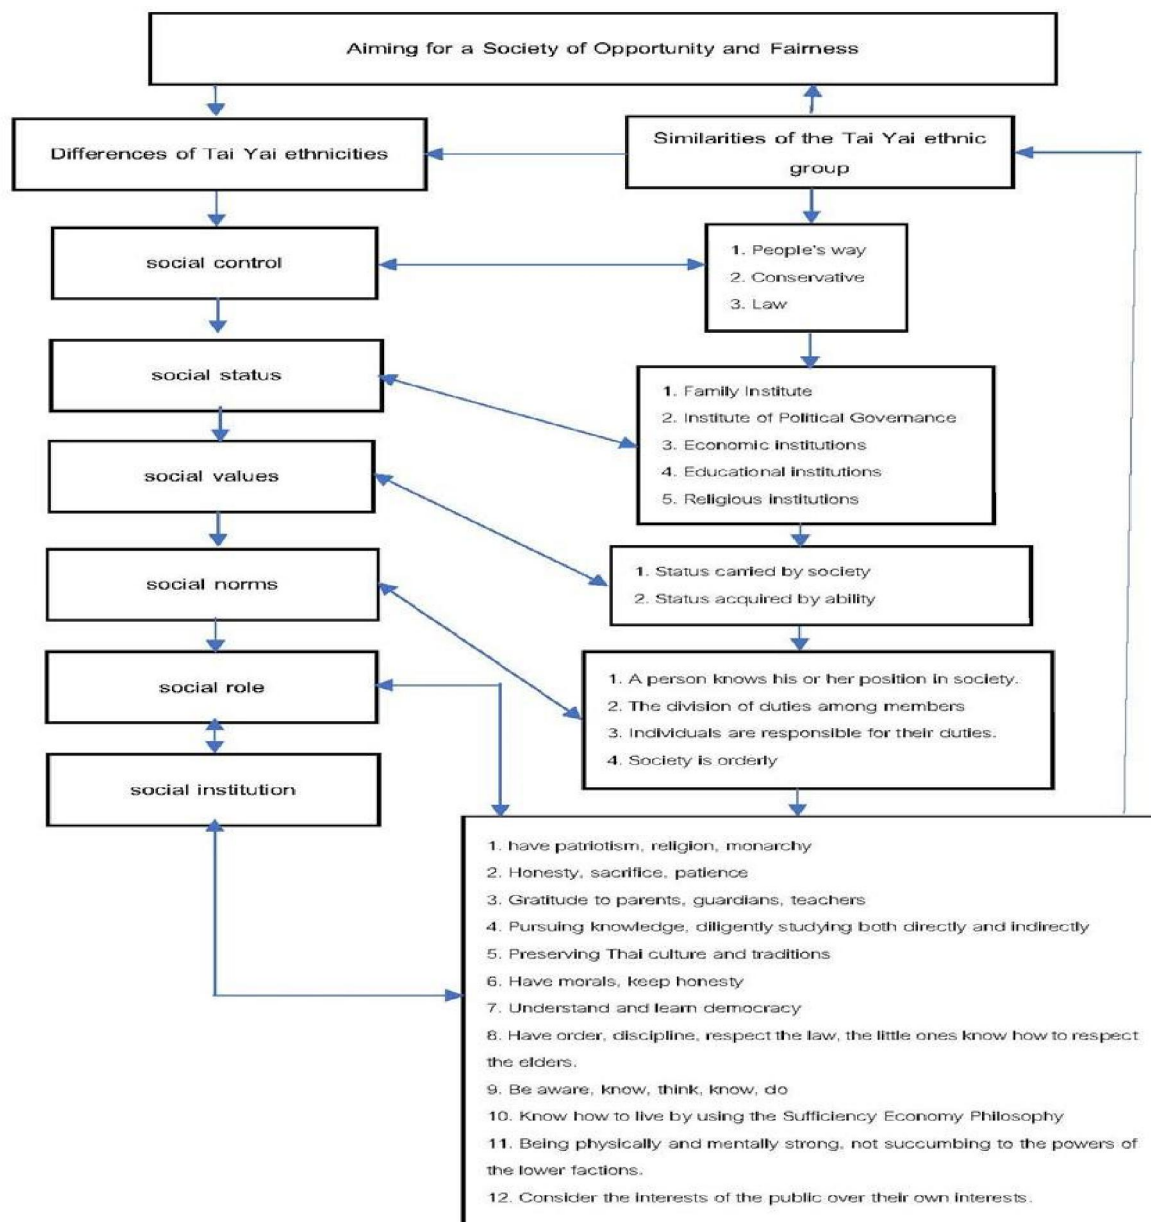 Aiming for a Society of Opportunity and Fairness
Differences of Tai Yai ethnicities
Similarities of the Tai Yai ethnic
group
social control
1. People's way
2. Conservative
3. Law
social status
1. Family Institute
2. Institute of Political Governance
3. Economic institutions
4. Educational institutions
5. Religious institutions
social values
social norms
1. Status carried by society
2. Status acquired by ability
social role
1. A person knows his or her position in society.
2. The division of duties among members
3. Individuals are responsible for their duties.
4. Society is orderly
social institution
1. have patriotism, religion, monarchy
2. Honesty, sacrifice, patience
3. Gratitude to parents, guardians, teachers
4. Pursuing knowledge, diligently studying both directly and indirectly
5. Preserving Thai culture and traditions
6. Have morals, keep honesty
7. Understand and learn democracy
8. Have order, discipline, respect the law, the little ones know how to respect
the elders.
9. Be aware, know, think, know, do
10. Know how to live by using the Sufficiency Economy Philosophy
11. Being physically and mentally strong, not succumbing to the powers of
the lower factions.
12. Consider the interests of the public over their own interests.